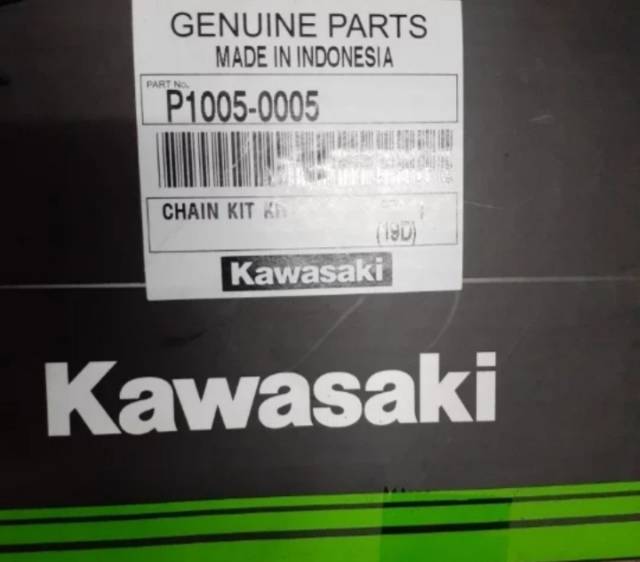 GENUINE PARTS
MADE IN INDONESIA
PART No.
P1005-0005
CHAIN KIT
(19D)
Kawasaki
Kawasaki